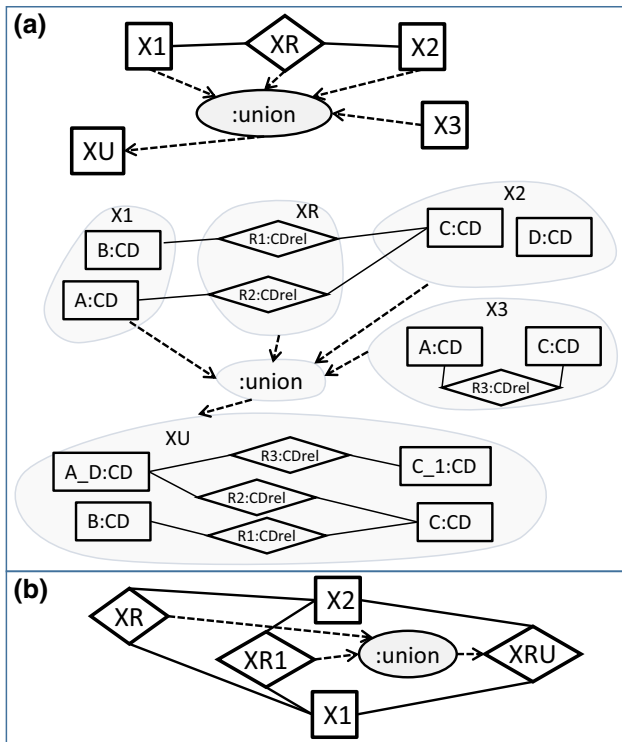 (a)
X1 XR X2
:union
X3
XU
X1 XR X2
B:CD R1:CDrel C:CD D:CD
A:CD R2:CDrel
X3
A:CD C:CD
:union
R3:CDrel
XU
A_D:CD R3:CDrel C_1:CD
R2:CDrel
B:CD R1:CDrel C:CD
(b)
X2
XR
XR1 :union XRU
X1